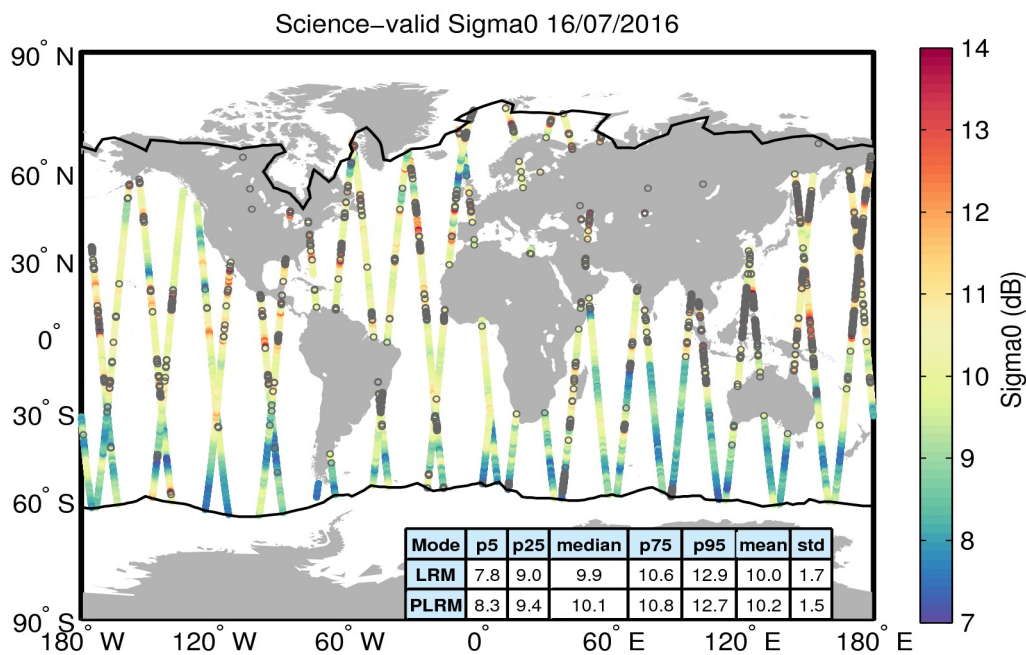 Science−valid Sigma0 16/07/2016
90° N
60° N
30° N
0°
30° S
60° S
90° S
180° W
120° W
60° W
0°
60° E
120° E
180° E
14
13
12
11
10
9
8
7
Sigma0 (dB)
Mode p5 p25 median p75 p95 mean std
LRM 7.8 9.0 9.9 10.6 12.9 10.0 1.7
PLRM 8.3 9.4 10.1 10.8 12.7 10.2 1.5